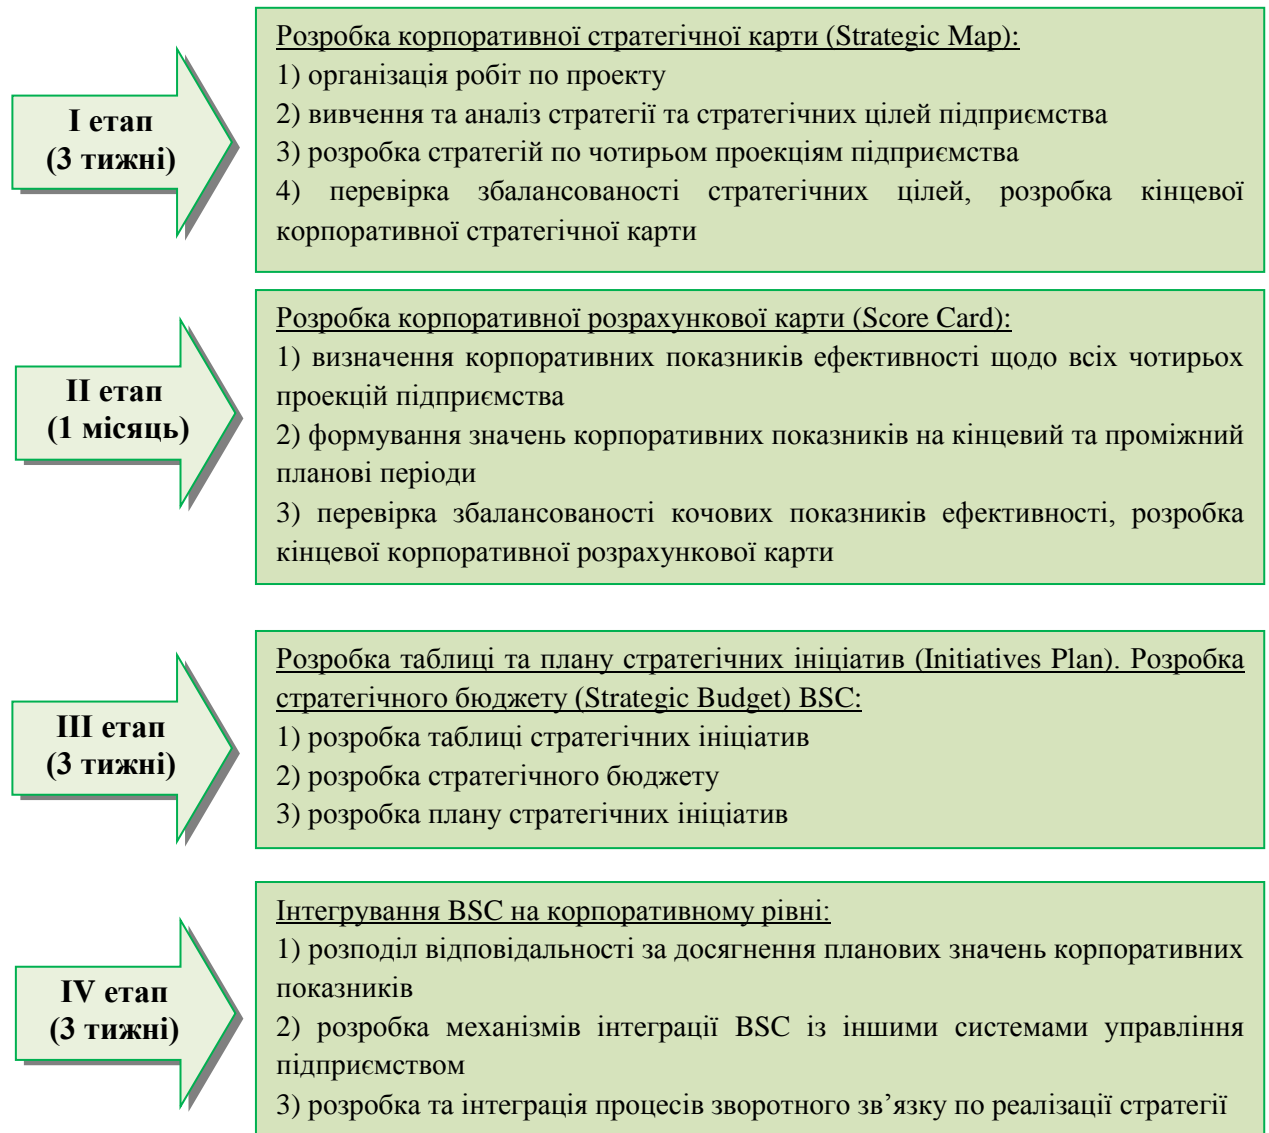 І етап
(3 тижні)
Розробка корпоративної стратегічної карти (Strategic Map):
1) організація робіт по проекту
2) вивчення та аналіз стратегії та стратегічних цілей підприємства
3) розробка стратегій по чотирьом проекціям підприємства
4) перевірка збалансованості стратегічних цілей, розробка кінцевої
корпоративної стратегічної карти
ІІ етап
(1 місяць)
Розробка корпоративної розрахункової карти (Score Card):
1) визначення корпоративних показників ефективності щодо всіх чотирьох
проекцій підприємства
2) формування значень корпоративних показників на кінцевий та проміжний
планові періоди
3) перевірка збалансованості кочових показників ефективності, розробка
кінцевої корпоративної розрахункової карти
ІІІ етап
(3 тижні)
Розробка таблиці та плану стратегічних ініціатив (Initiatives Plan). Розробка
стратегічного бюджету (Strategic Budget) BSC:
1) розробка таблиці стратегічних ініціатив
2) розробка стратегічного бюджету
3) розробка плану стратегічних ініціатив
IV етап
(3 тижні)
Інтегрування BSC на корпоративному рівні:
1) розподіл відповідальності за досягнення планових значень корпоративних
показників
2) розробка механізмів інтеграції BSC із іншими системами управління
підприємством
3) розробка та інтеграція процесів зворотного зв’язку по реалізації стратегії